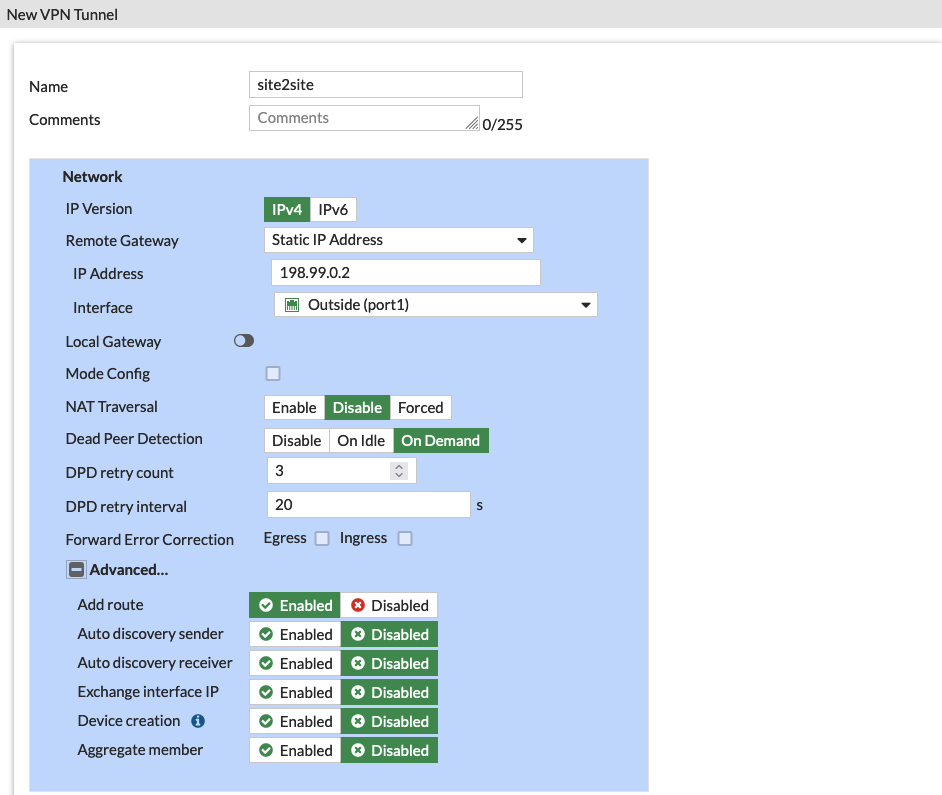 New VPN Tunnel
Name site2site
Comments Comments 0/255
Network
IP Version IPv4 IPv6
Remote Gateway Static IP Address
IP Address 198.99.0.2
Interface Outside (port1)
Local Gateway
Mode Config
NAT Traversal Enable Disable Forced
Dead Peer Detection Disable On Idle On Demand
DPD retry count 3
DPD retry interval 20 s
Forward Error Correction Egress Ingress
Advanced...
Add route Enabled Disabled
Auto discovery sender Enabled Disabled
Auto discovery receiver Enabled Disabled
Exchange interface IP Enabled Disabled
Device creation Enabled Disabled
Aggregate member Enabled Disabled